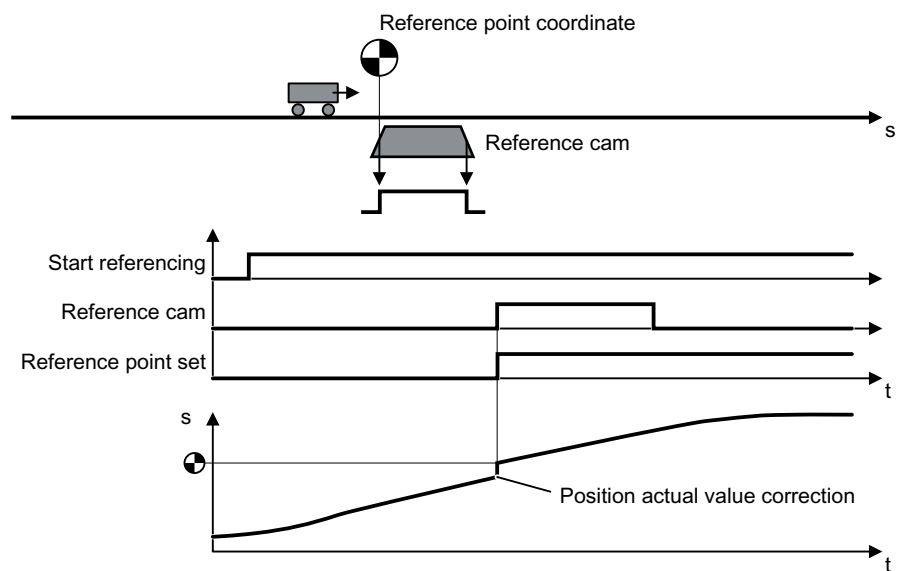 Reference point coordinate
s
Reference cam
Start referencing
Reference cam
Reference point set
t
s
Position actual value correction
t